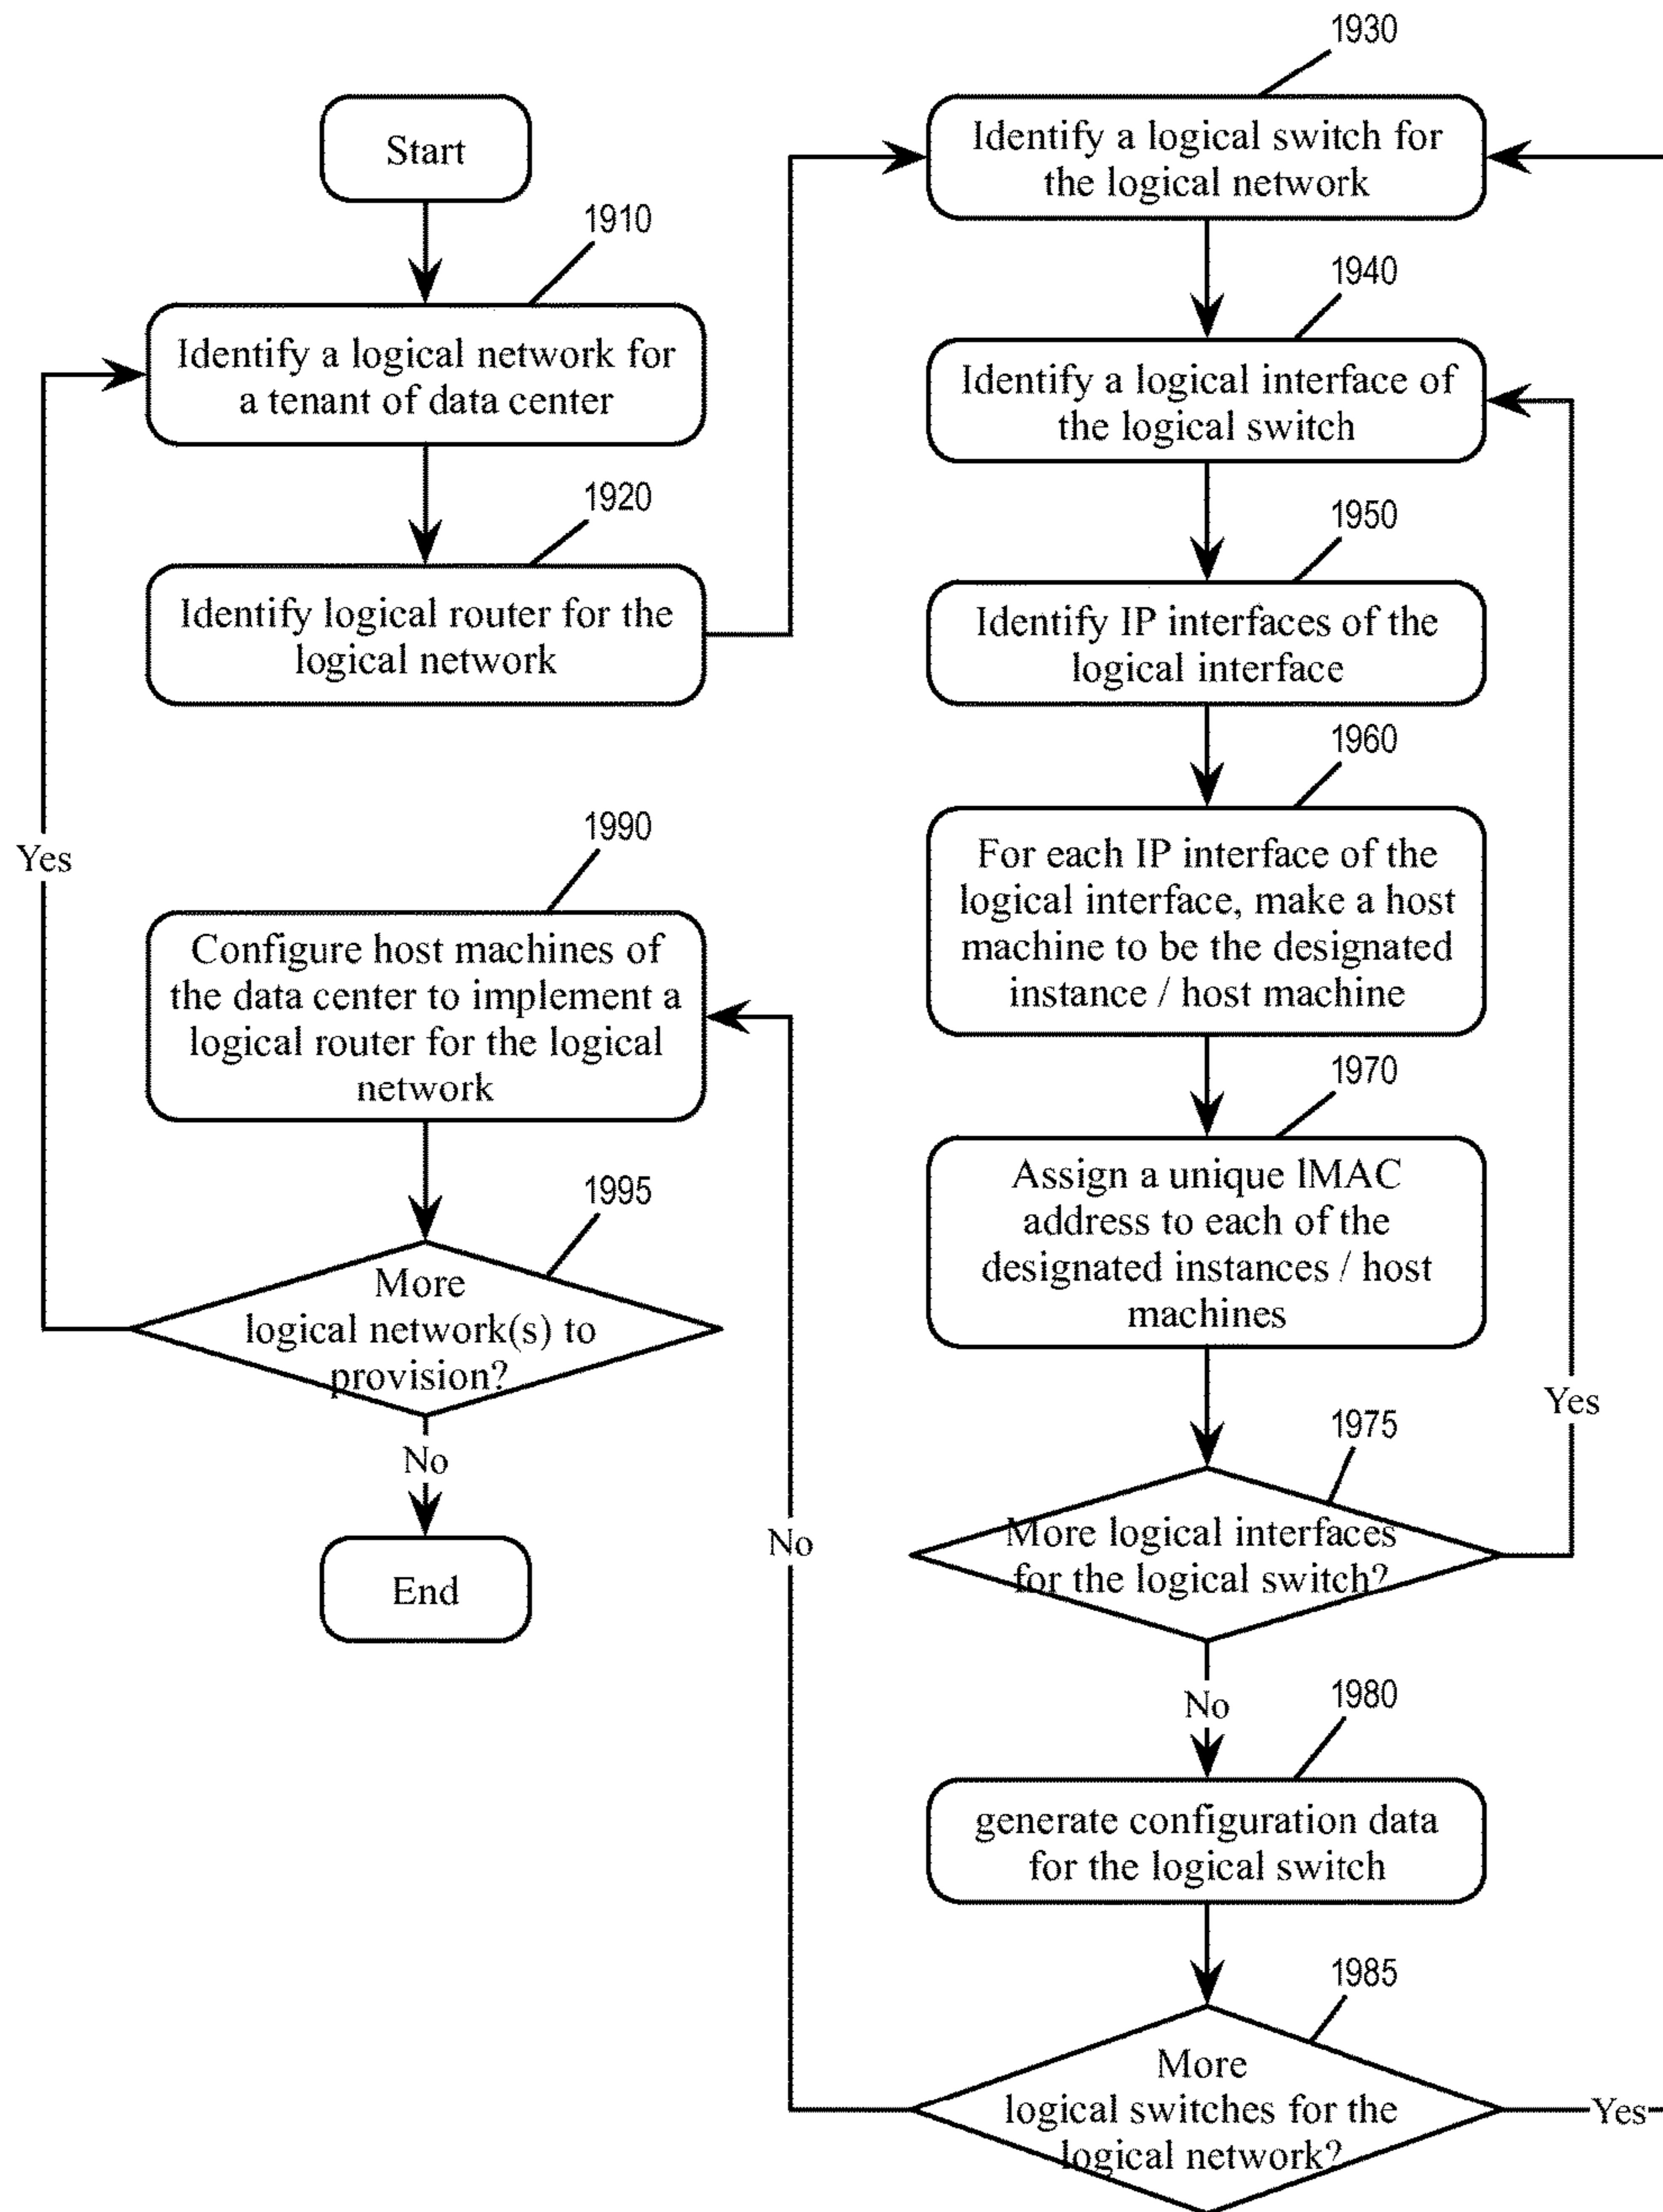 Start
1910
Identify a logical network for
a tenant of data center
1920
Identify logical router for the
logical network
1930
Identify a logical switch for
the logical network
1940
Identify a logical interface of
the logical switch
1950
Identify IP interfaces of the
logical interface
1960
For each IP interface of the
logical interface, make a host
machine to be the designated
instance / host machine
1970
Assign a unique lMAC
address to each of the
designated instances / host
machines
1975
More logical interfaces
for the logical switch?
Yes
No
1980
generate configuration data
for the logical switch
1985
More
logical switches for the
logical network?
Yes
No
1990
Configure host machines of
the data center to implement a
logical router for the logical
network
1995
More
logical network(s) to
provision?
Yes
No
End